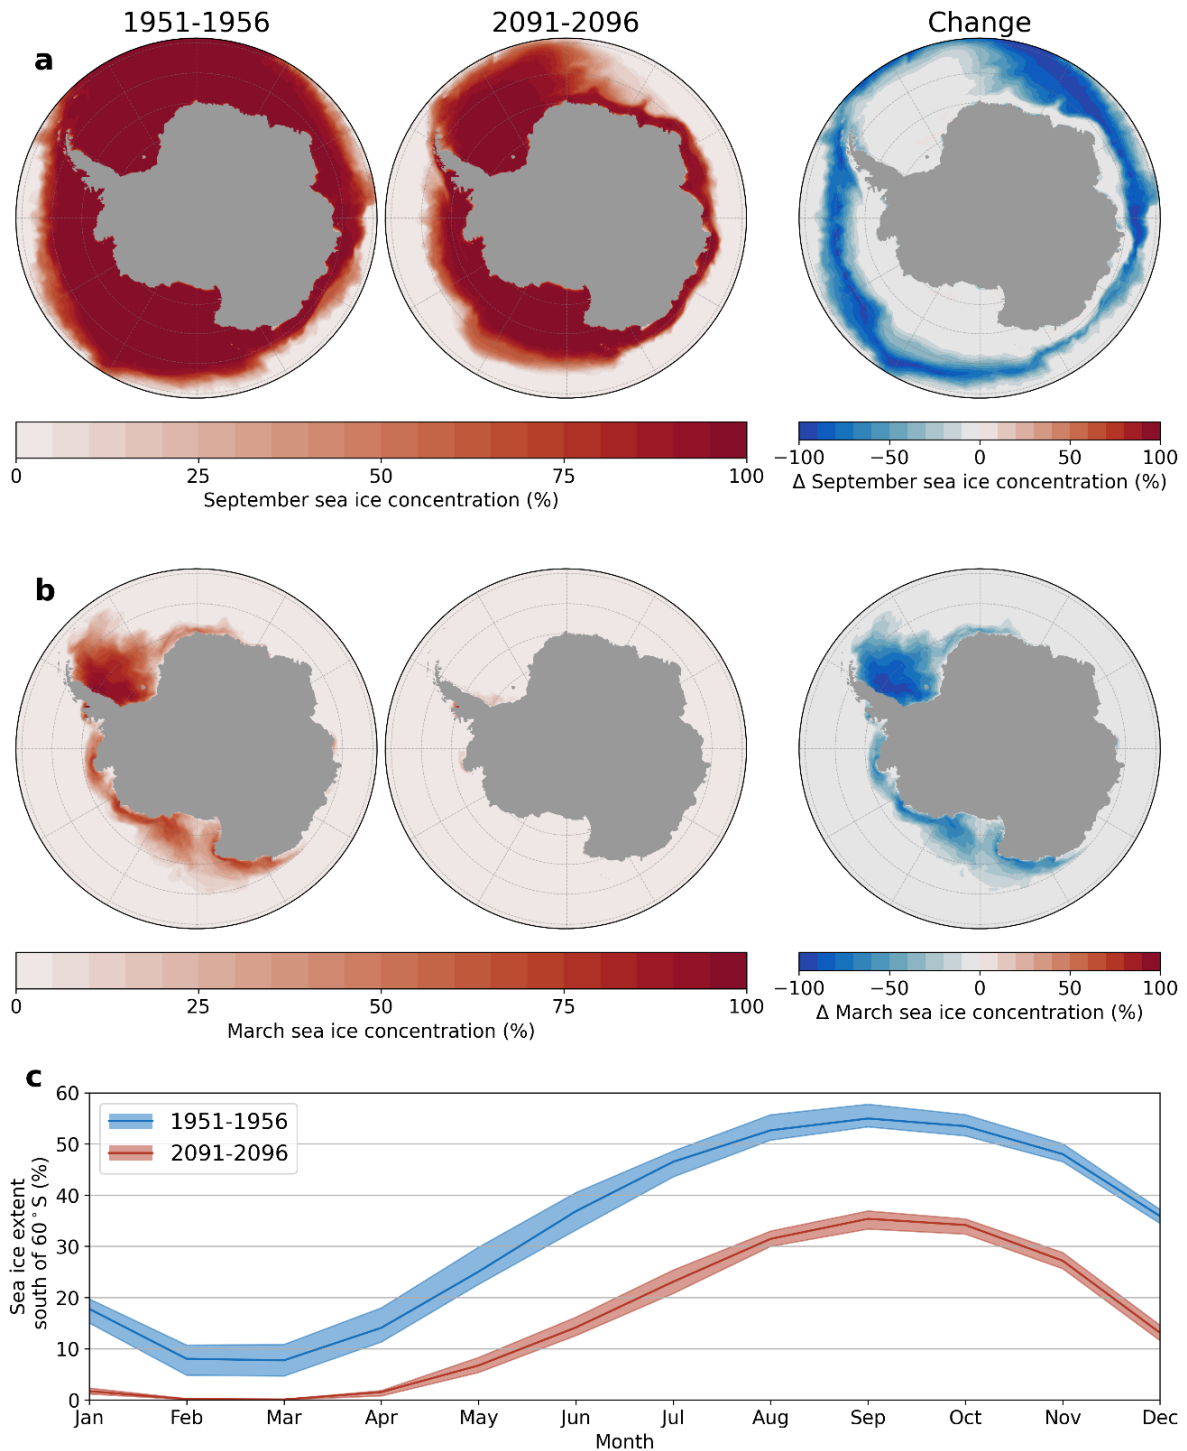 1951-1956
2091-2096
Change
a
0 25 50 75 100
September sea ice concentration (%)
−100 −50 0 50 100
Δ September sea ice concentration (%)
b
0 25 50 75 100
March sea ice concentration (%)
−100 −50 0 50 100
Δ March sea ice concentration (%)
c
Sea ice extent
south of 60°S (%)
60
50
40
30
20
10
0
1951-1956
2091-2096
Jan Feb Mar Apr May Jun Jul Aug Sep Oct Nov Dec
Month